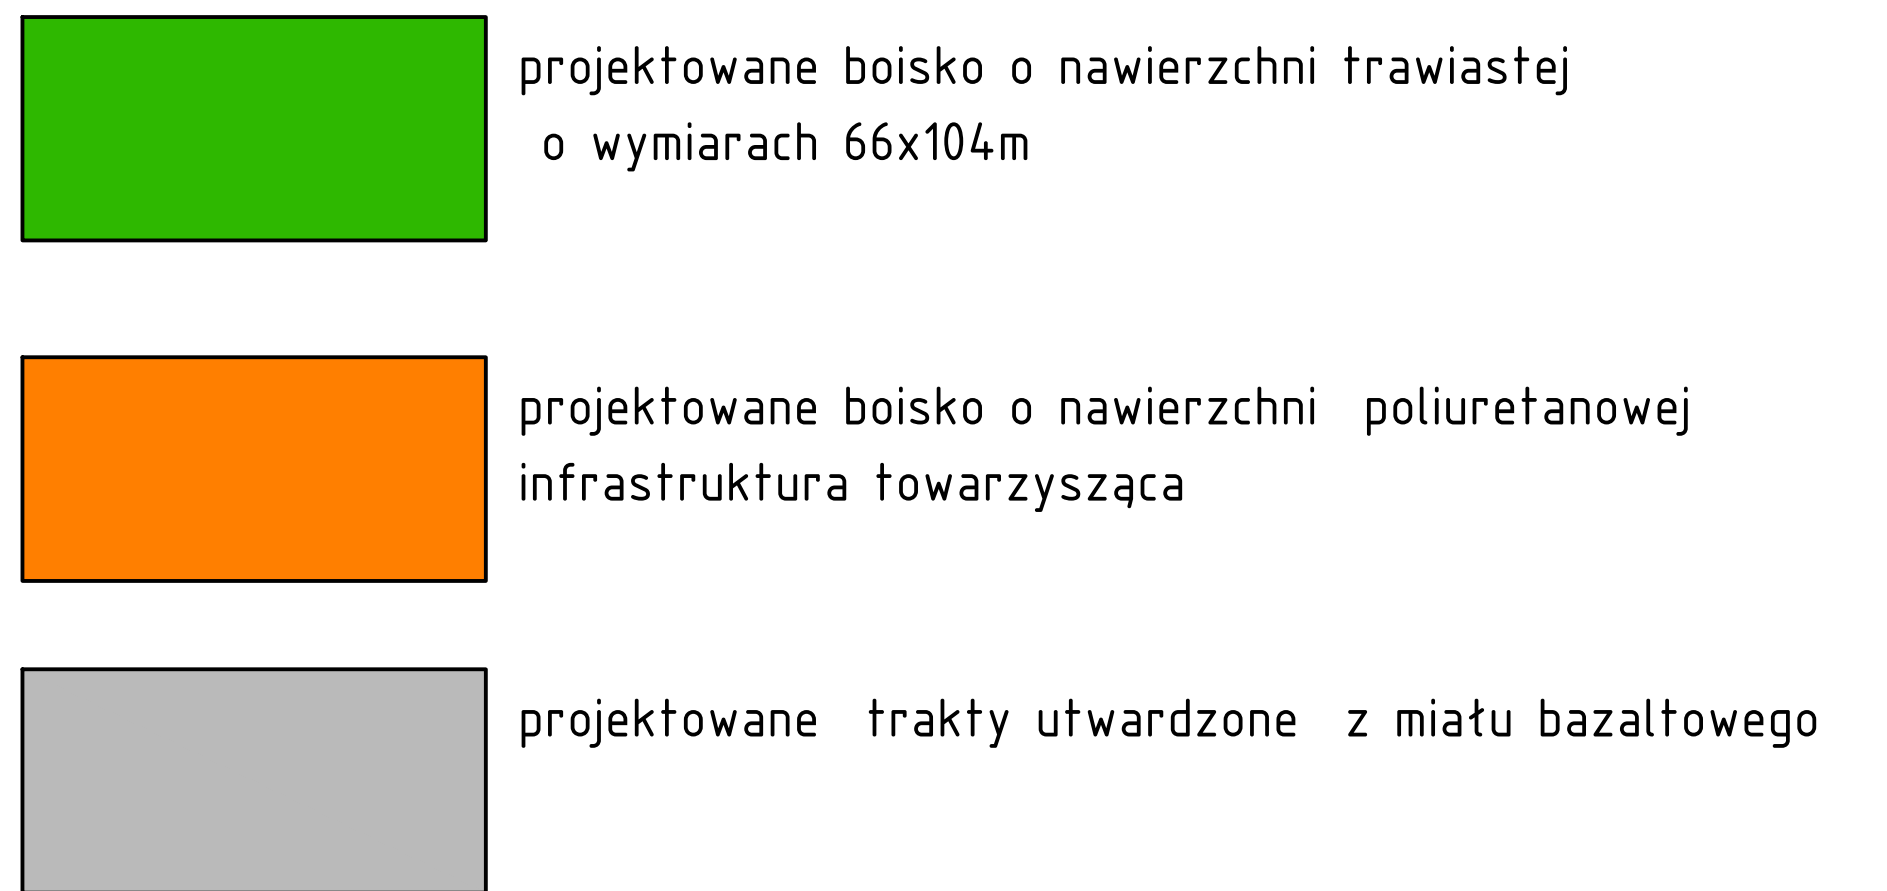 projektowane boisko o nawierzchni trawiastej
o wymiarach 66x104m
projektowane boisko o nawierzchni poliuretanowej
infrastruktura towarzysząca
projektowane trakty utwardzone z miału bazaltowego